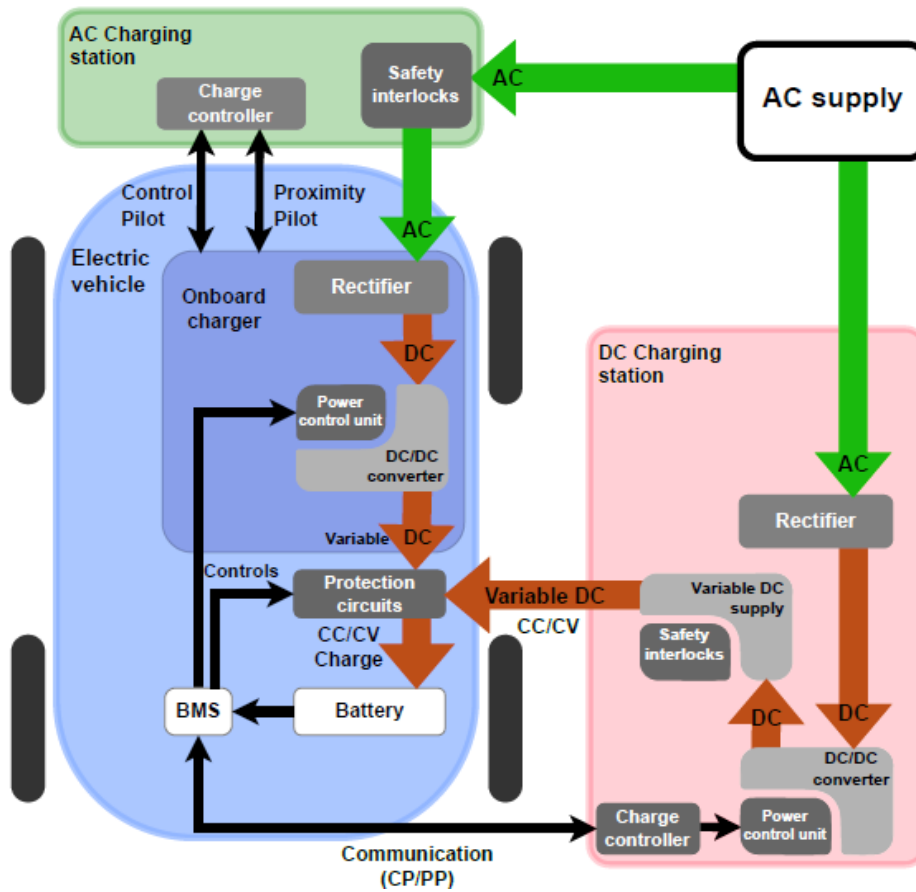 AC Charging
station
Safety
interlocks
Charge
controller
AC
AC supply
Control
Pilot
Proximity
Pilot
AC
Electric
vehicle
Onboard
charger
Rectifier
DC
Power
control unit
DC/DC
converter
Variable
DC
Controls
Protection
circuits
CC/CV
Charge
BMS
Battery
DC Charging
station
AC
Rectifier
Variable DC
CC/CV
Variable DC
supply
Safety
interlocks
DC
DC
DC/DC
converter
Charge
controller
Power
control unit
Communication
(CP/PP)